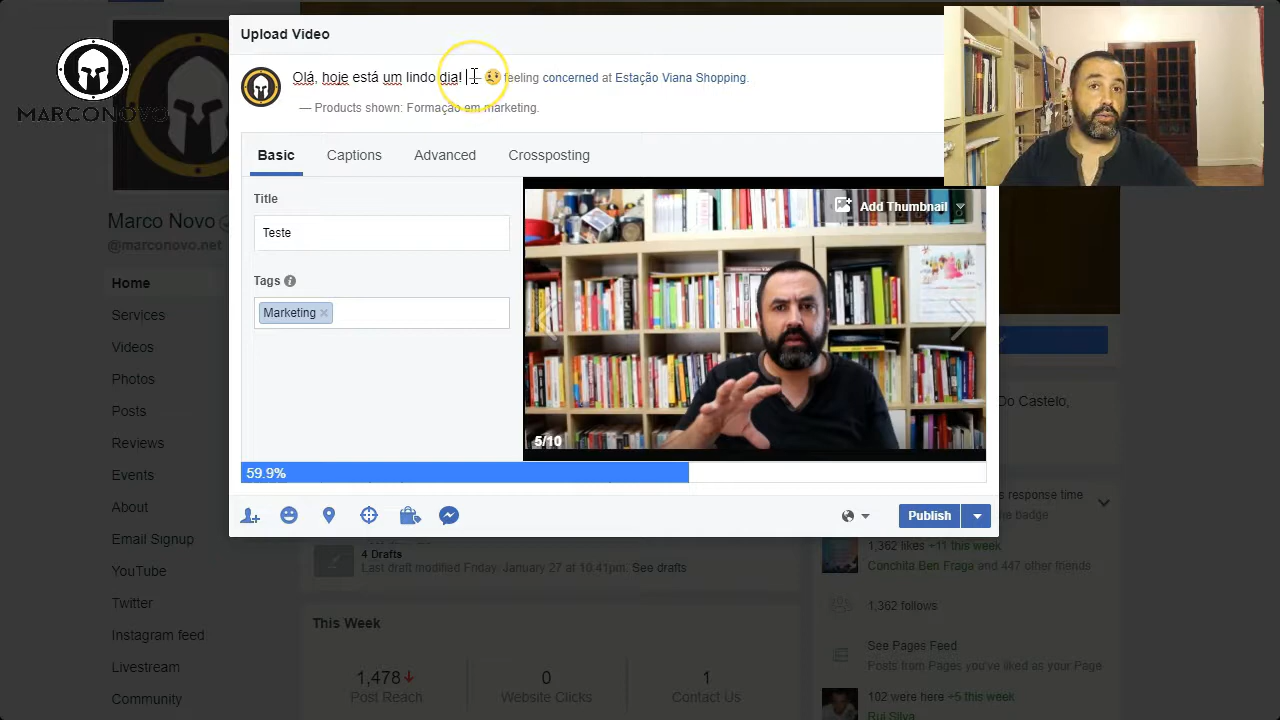 Upload Video
Olá, hoje está um lindo dia! feeling concerned at Estação Viana Shopping.
— Products shown: Formação em marketing.
MARCONOVO
Basic Captions Advanced Crossposting
Title
Teste
Add Thumbnail
Tags
Marketing
5/10
59.9%
Publish
Marco Novo
@marconovo.net
Home
Services
Videos
Photos
Posts
Reviews
Events
About
Email Signup
YouTube
Twitter
Instagram feed
Livestream
Community
4 Drafts
Last draft modified Friday, January 27 at 10:41pm. See drafts
This Week
1,478
Post Reach
0
Website Clicks
1
Contact Us
Do Castelo,
s response time
he badge
1,362 likes +11 this week
Conchita Ben Fraga and 447 other friends
1,362 follows
See Pages Feed
Posts from Pages you've liked as your Page
102 were here +5 this week
Rui Silva